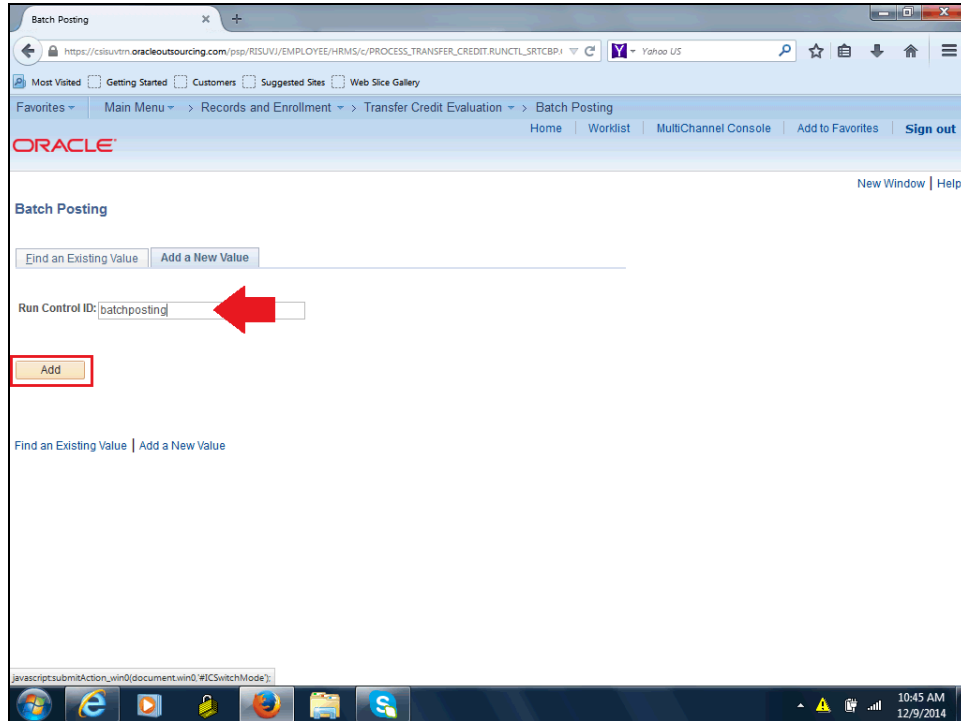 Batch Posting
https://csisuvtm.oracleoutsourcing.com/psp/RISUVJ/EMPLOYEE/HRMS/c/PROCESS_TRANSFER_CREDIT.RUNCTL_SRTCBP. Yahoo US
Most Visited Getting Started Customers Suggested Sites Web Slice Gallery
Favorites Main Menu > Records and Enrollment > Transfer Credit Evaluation > Batch Posting
Home Worklist MultiChannel Console Add to Favorites Sign out
ORACLE
New Window | Help
Batch Posting
Find an Existing Value Add a New Value
Run Control ID: batchposting
Add
Find an Existing Value | Add a New Value
javascript:submitAction_win0(document.win0,'#ICSwitchMode');
10:45 AM
12/9/2014